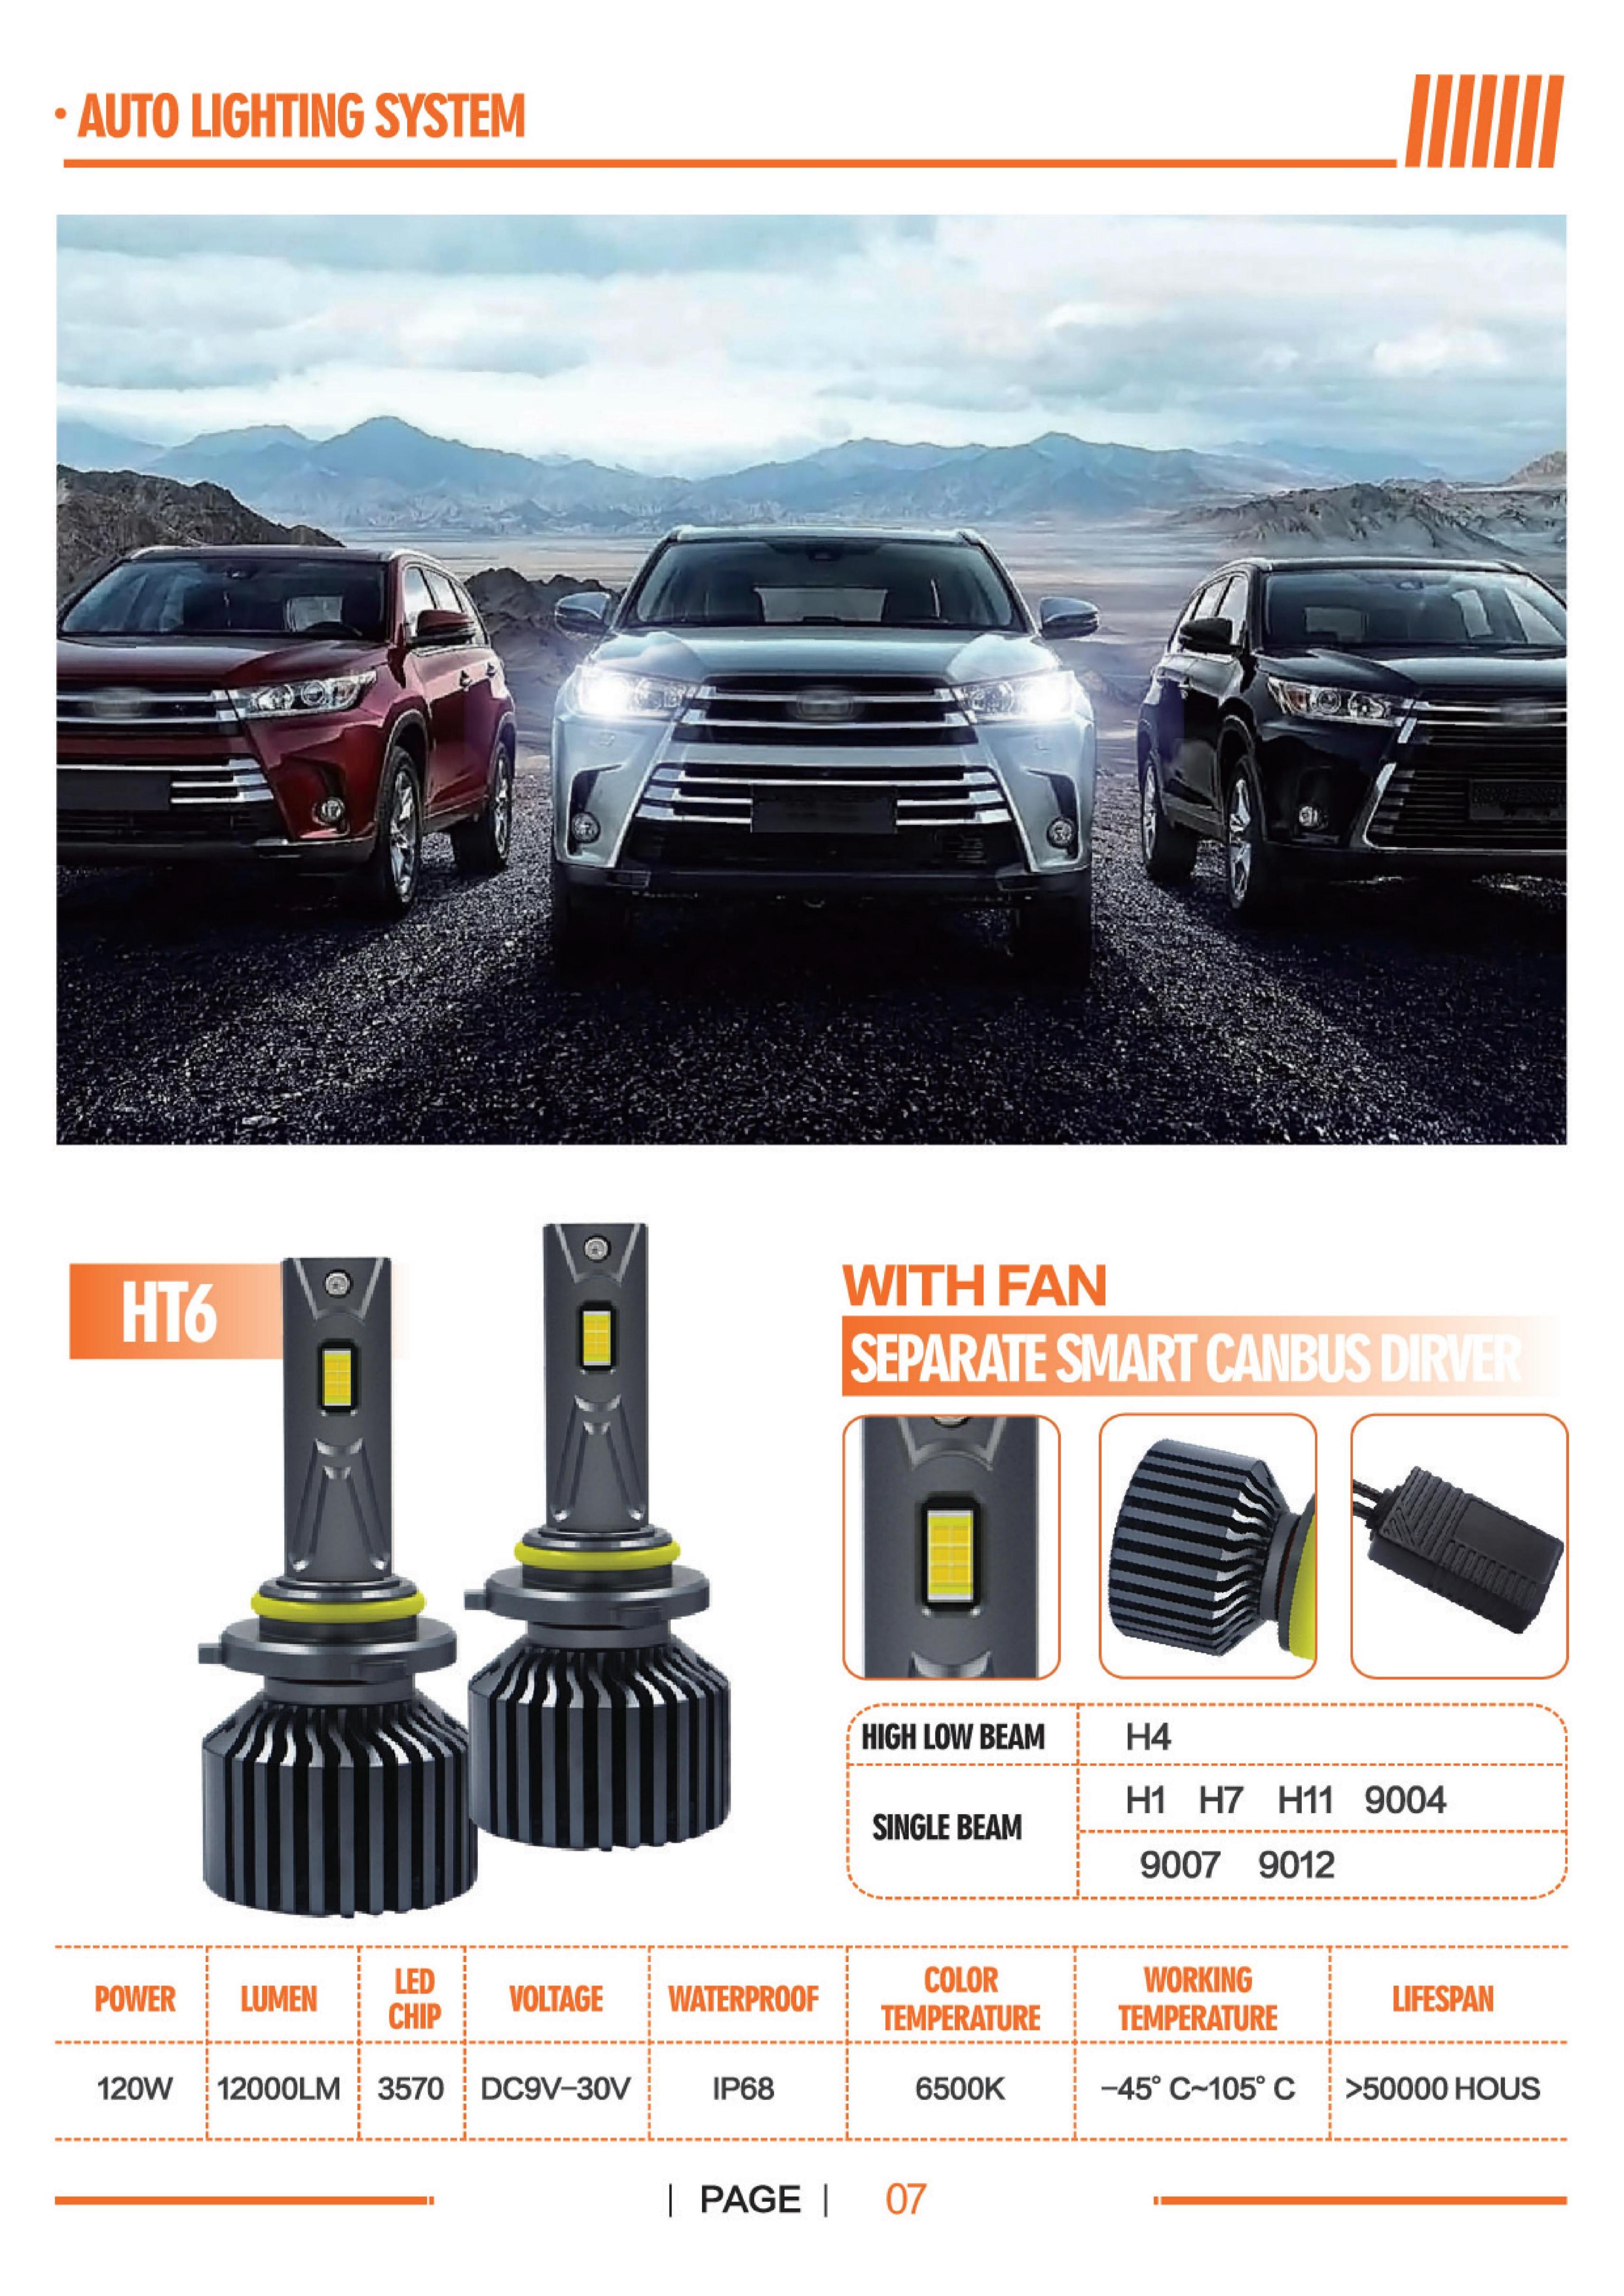 • AUTO LIGHTING SYSTEM
HT6
WITH FAN
SEPARATE SMART CANBUS DIRVER
HIGH LOW BEAM H4
SINGLE BEAM H1 H7 H11 9004
9007 9012
POWER LUMEN LED CHIP VOLTAGE WATERPROOF COLOR TEMPERATURE WORKING TEMPERATURE LIFESPAN
120W 12000LM 3570 DC9V-30V IP68 6500K -45° C~105° C >50000 HOUS
| PAGE | 07